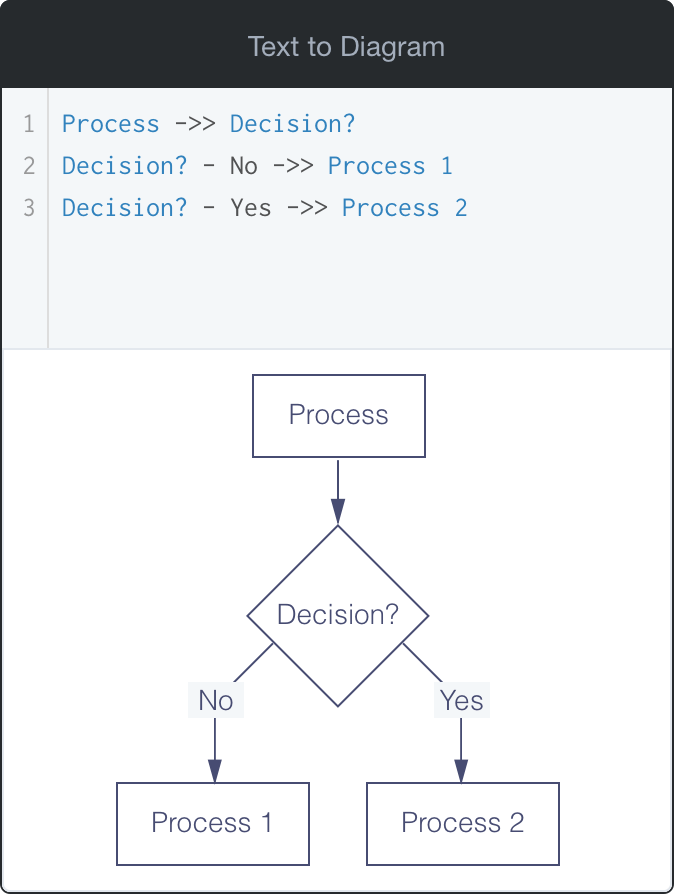 Text to Diagram
1 Process ->> Decision?
2 Decision? - No ->> Process 1
3 Decision? - Yes ->> Process 2
Process
Decision?
No Yes
Process 1 Process 2